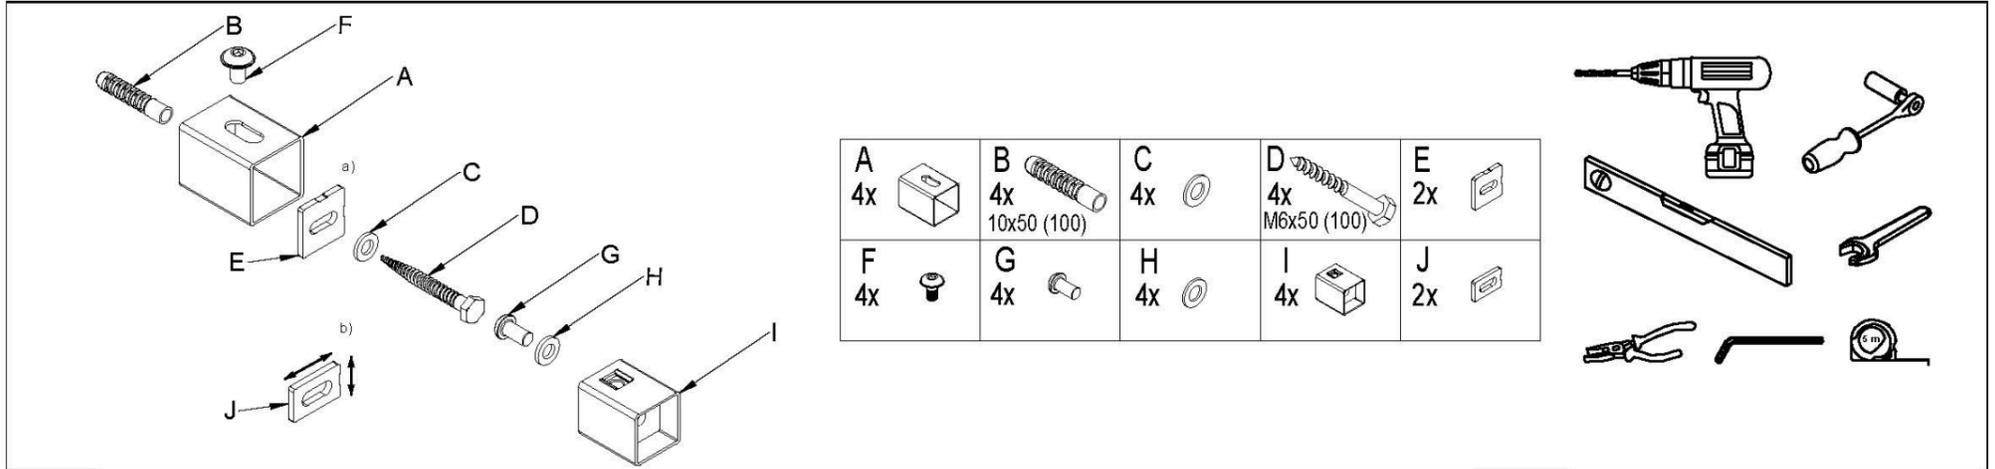 B
F
A
a)
C
D
E
G
H
b)
I
J
A B C D E
4x 4x 4x 4x 2x
10x50 (100) M6x50 (100)
F G H I J
4x 4x 4x 4x 2x
5 m